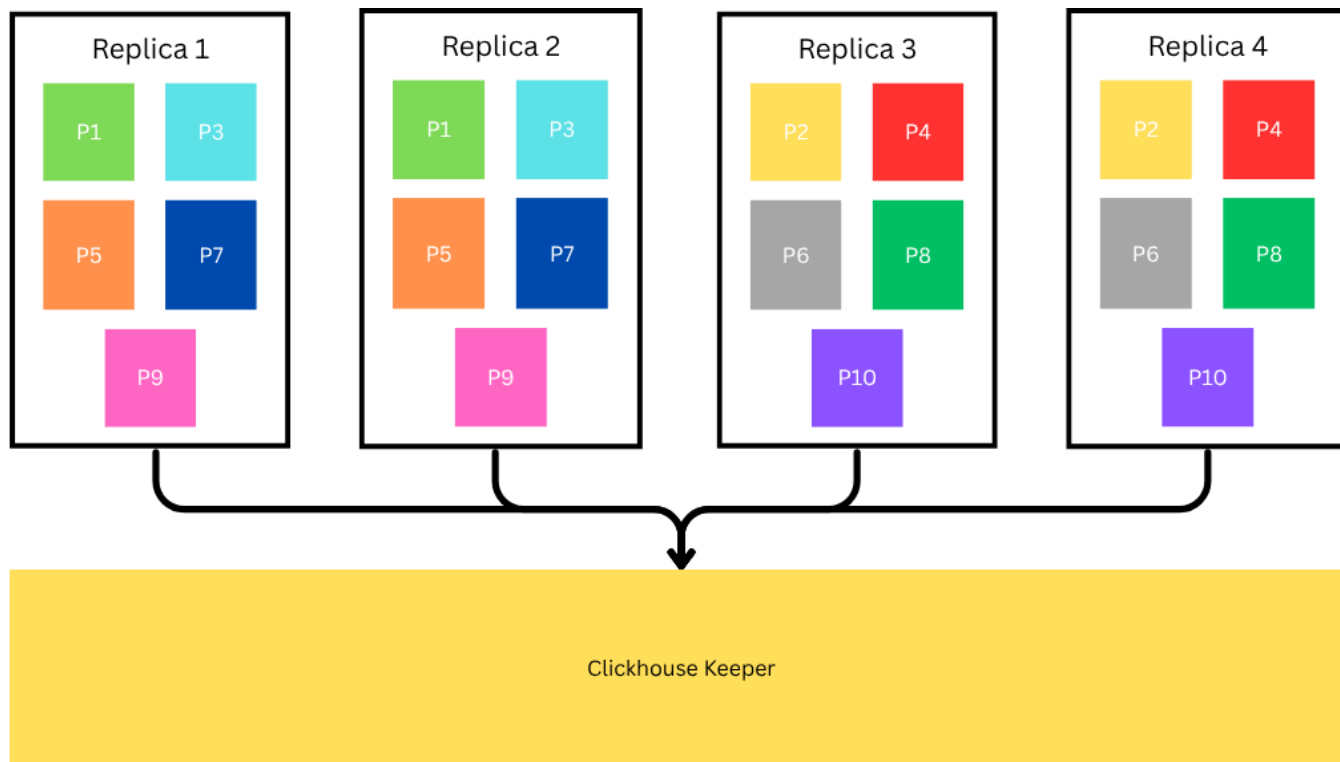 Replica 1
P1
P3
P5
P7
P9
Replica 2
P1
P3
P5
P7
P9
Replica 3
P2
P4
P6
P8
P10
Replica 4
P2
P4
P6
P8
P10
Clickhouse Keeper